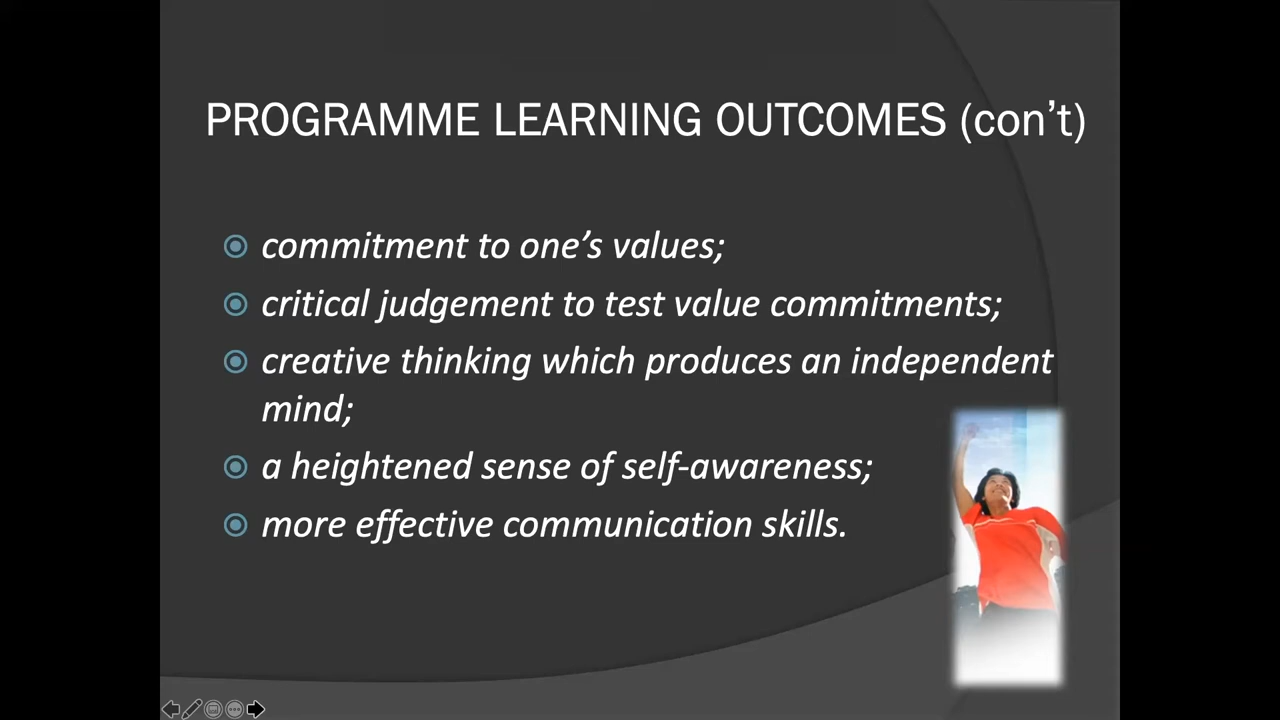 PROGRAMME LEARNING OUTCOMES (con’t)
commitment to one’s values;
critical judgement to test value commitments;
creative thinking which produces an independent
mind;
a heightened sense of self-awareness;
more effective communication skills.